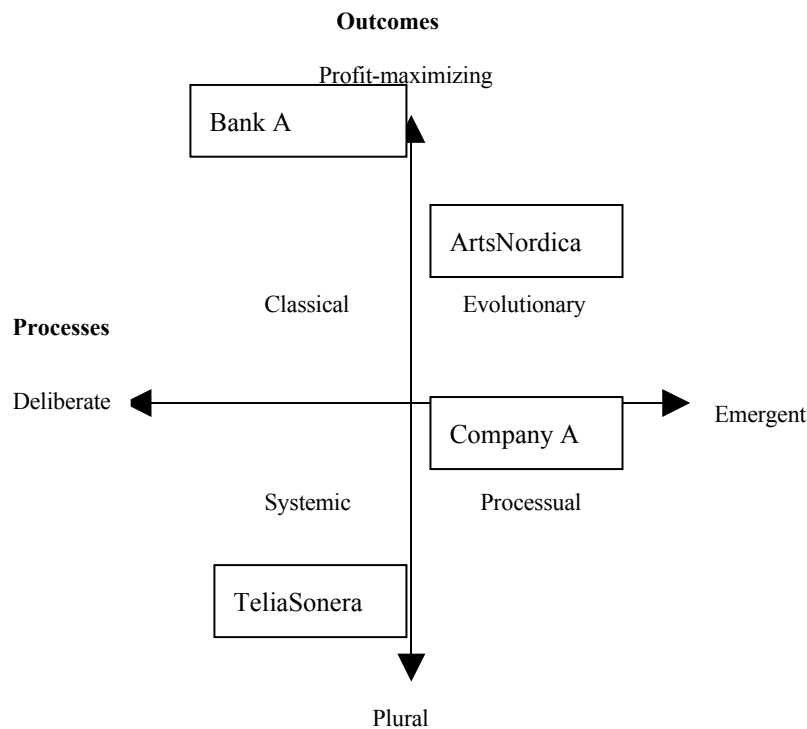 Outcomes
Profit-maximizing
Bank A
ArtsNordica
Classical
Evolutionary
Processes
Deliberate
Emergent
Company A
Systemic
Processual
TeliaSonera
Plural